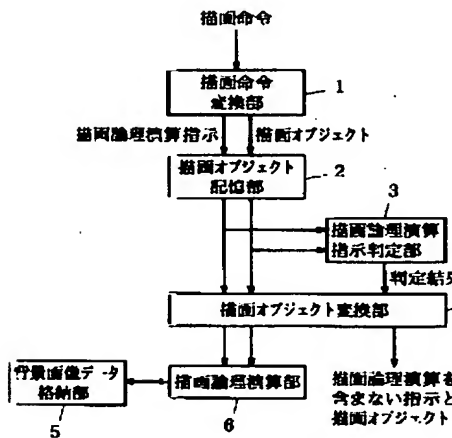 描画命令
描画命令
変換部
1
描画論理演算指示
描画オブジェクト
描画オブジェクト
記憶部
2
3
描画論理演算
指示判定部
判定結果
描画オブジェクト変換部
背景画像データ
格納部
5
描画論理演算部
6
描画論理演算を
含まない指示と
描画オブジェクト